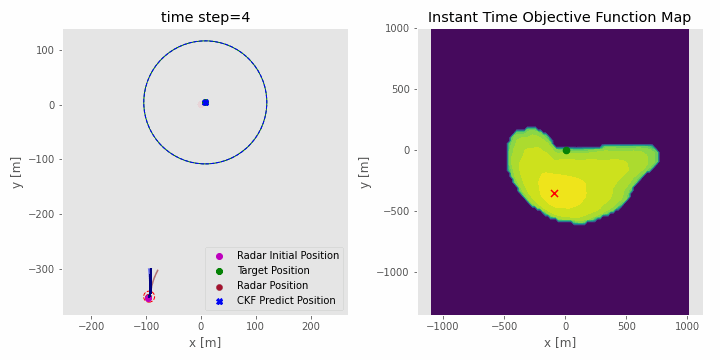 time step=4
100
0
−100
−200
−300
y [m]
−200
−100
0
100
200
x [m]
Radar Initial Position
Target Position
Radar Position
CKF Predict Position
Instant Time Objective Function Map
1000
500
0
−500
−1000
y [m]
−1000
−500
0
500
1000
x [m]